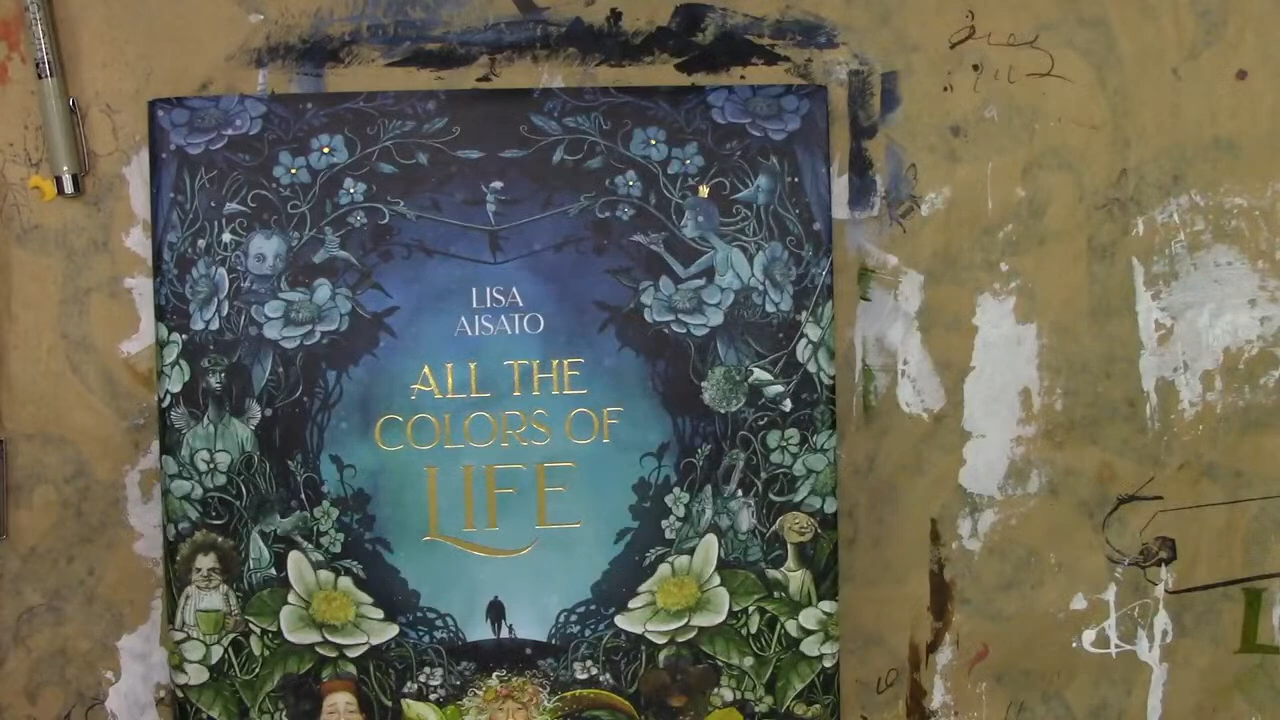 LISA
AISATO
ALL THE
COLORS OF
LIFE
L